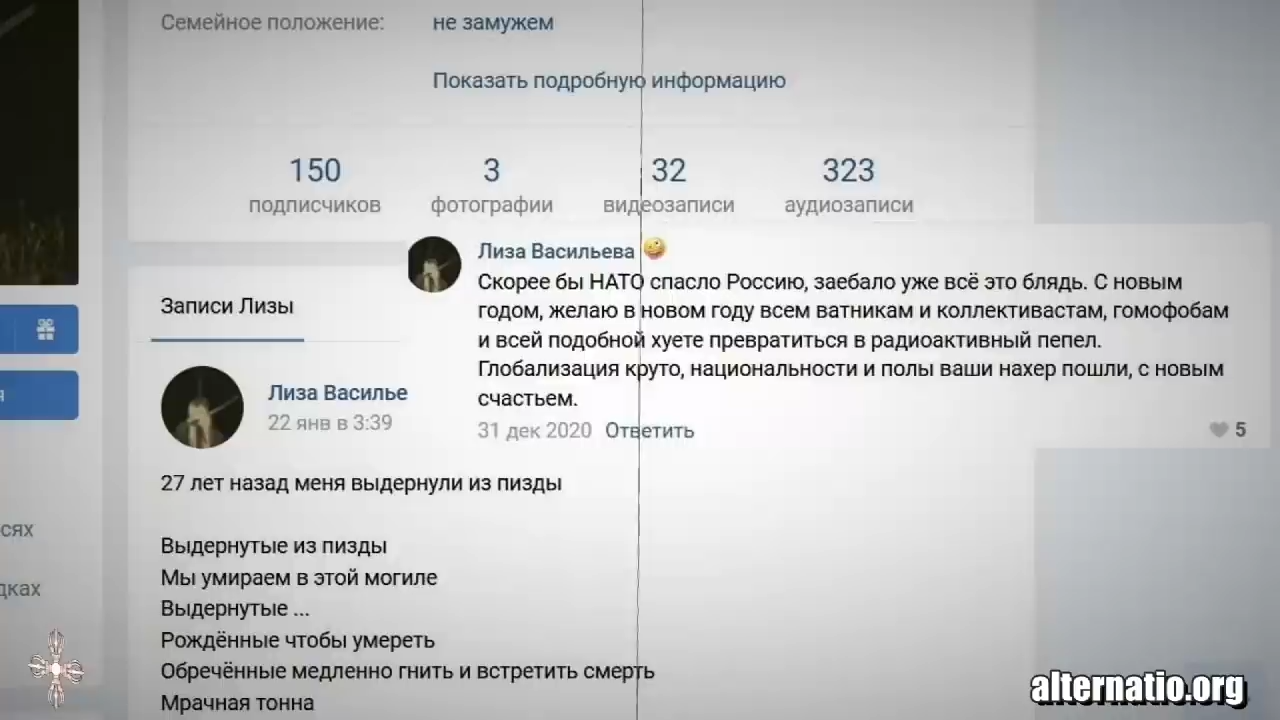 Семейное положение: не замужем
Показать подробную информацию
150 3 32 323
подписчиков фотографии видеозаписи аудиозаписи
Лиза Васильева
Скорее бы НАТО спасло Россию, заебало уже всё это блядь. С новым
годом, желаю в новом году всем ватникам и коллективастам, гомофобам
и всей подобной хуете превратиться в радиоактивный пепел.
Глобализация круто, национальности и полы ваши нахер пошли, с новым
счастьем.
31 дек 2020 Ответить
5
Записи Лизы
Лиза Василье
22 янв в 3:39
27 лет назад меня выдернули из пизды
Выдернутые из пизды
Мы умираем в этой могиле
Выдернутые ...
Рождённые чтобы умереть
Обречённые медленно гнить и встретить смерть
Мрачная тонна
я
сях
дках
alternatio.org